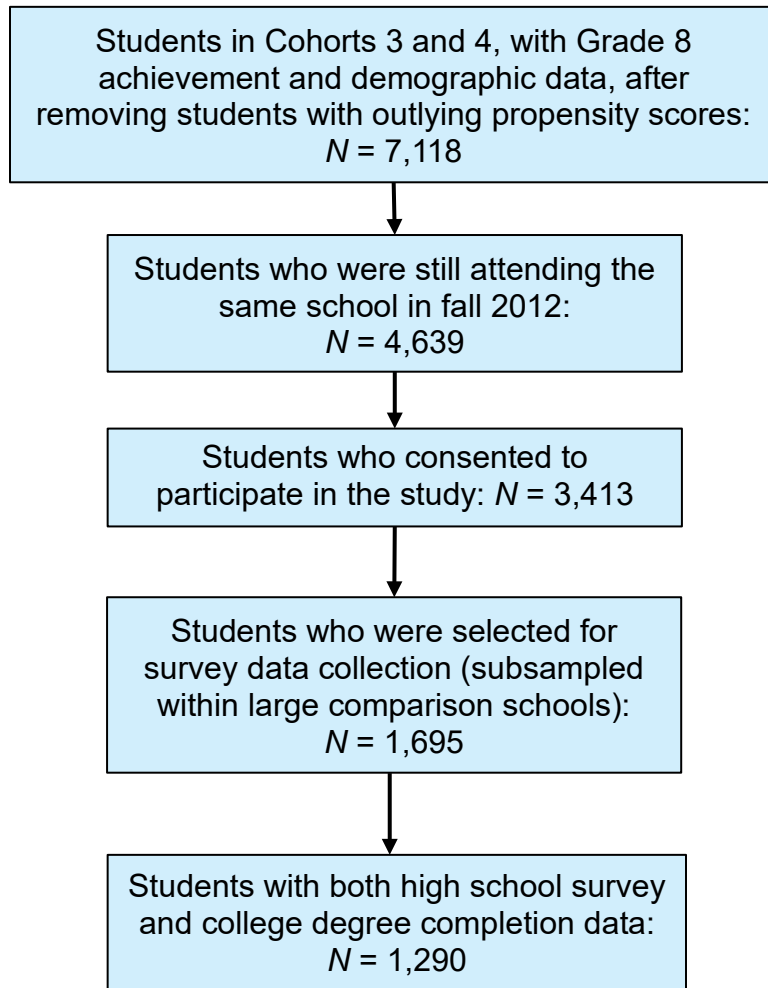 Students in Cohorts 3 and 4, with Grade 8
achievement and demographic data, after
removing students with outlying propensity scores:
N = 7,118
Students who were still attending the
same school in fall 2012:
N = 4,639
Students who consented to
participate in the study: N = 3,413
Students who were selected for
survey data collection (subsampled
within large comparison schools):
N = 1,695
Students with both high school survey
and college degree completion data:
N = 1,290